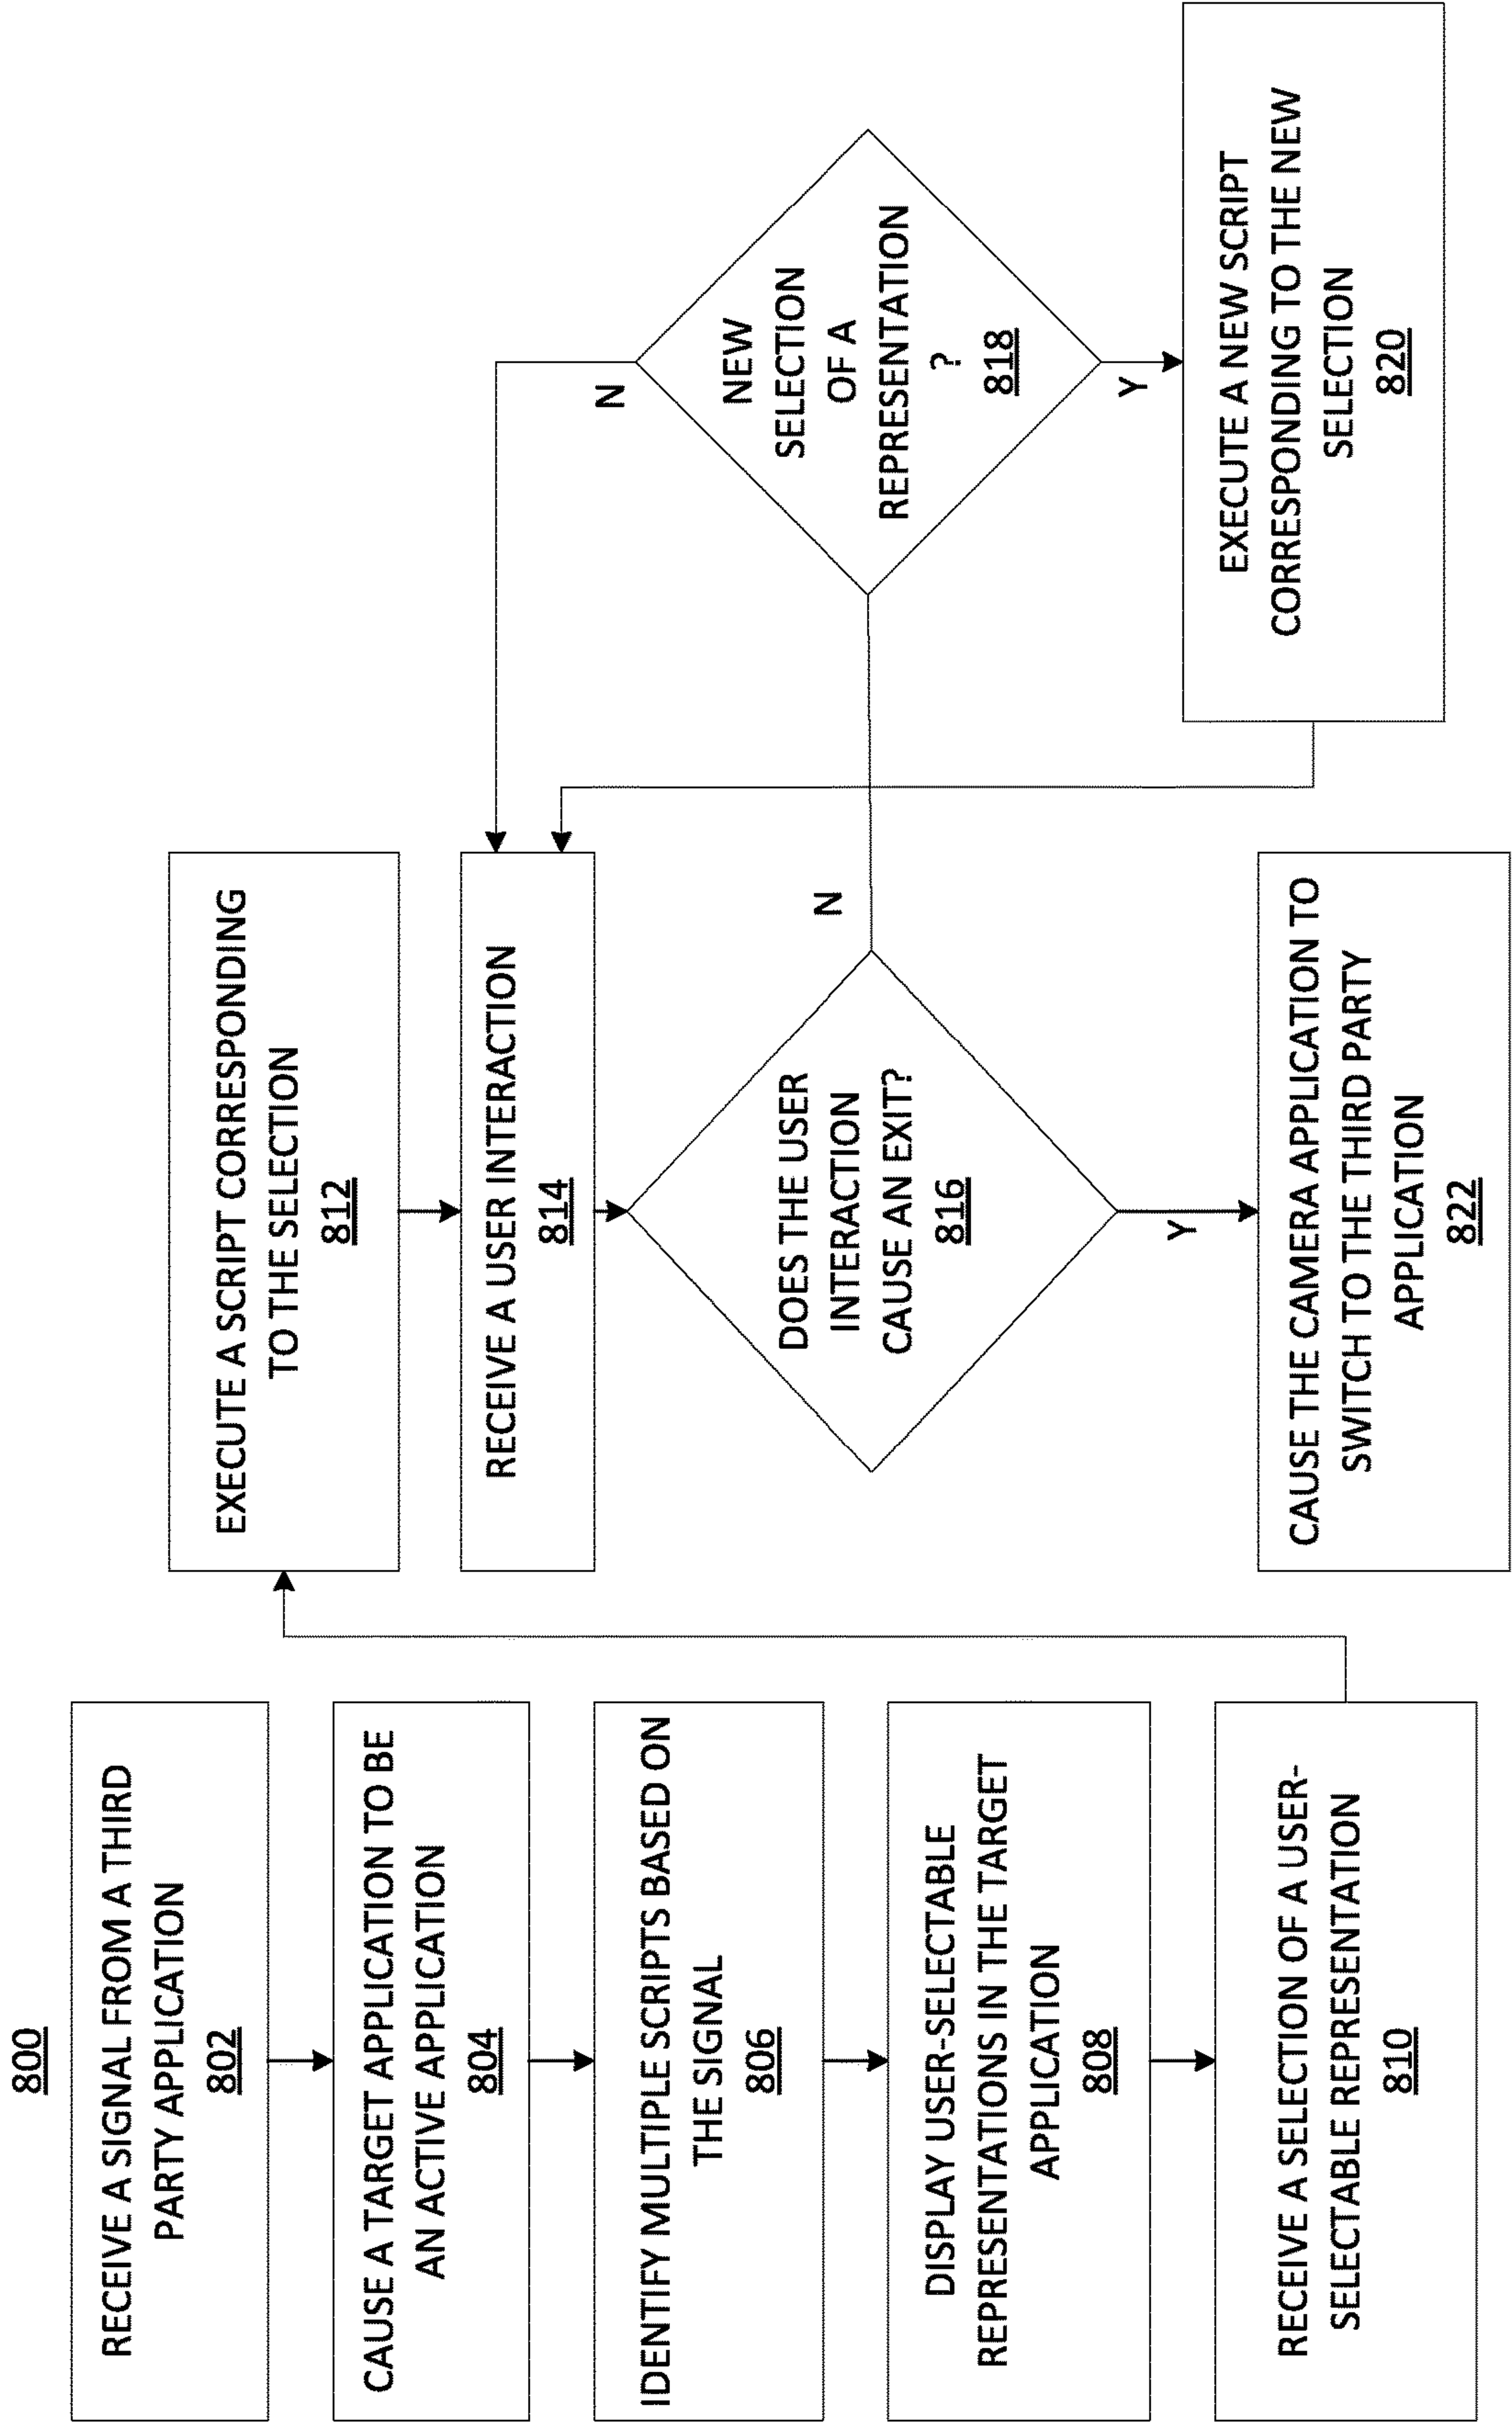 800
RECEIVE A SIGNAL FROM A THIRD
PARTY APPLICATION
802
CAUSE A TARGET APPLICATION TO BE
AN ACTIVE APPLICATION
804
IDENTIFY MULTIPLE SCRIPTS BASED ON
THE SIGNAL
806
DISPLAY USER-SELECTABLE
REPRESENTATIONS IN THE TARGET
APPLICATION
808
RECEIVE A SELECTION OF A USER-
SELECTABLE REPRESENTATION
810
EXECUTE A SCRIPT CORRESPONDING
TO THE SELECTION
812
RECEIVE A USER INTERACTION
814
DOES THE USER
INTERACTION
CAUSE AN EXIT?
816
N
Y
CAUSE THE CAMERA APPLICATION TO
SWITCH TO THE THIRD PARTY
APPLICATION
822
N
NEW
SELECTION
OF A
REPRESENTATION
?
818
Y
EXECUTE A NEW SCRIPT
CORRESPONDING TO THE NEW
SELECTION
820